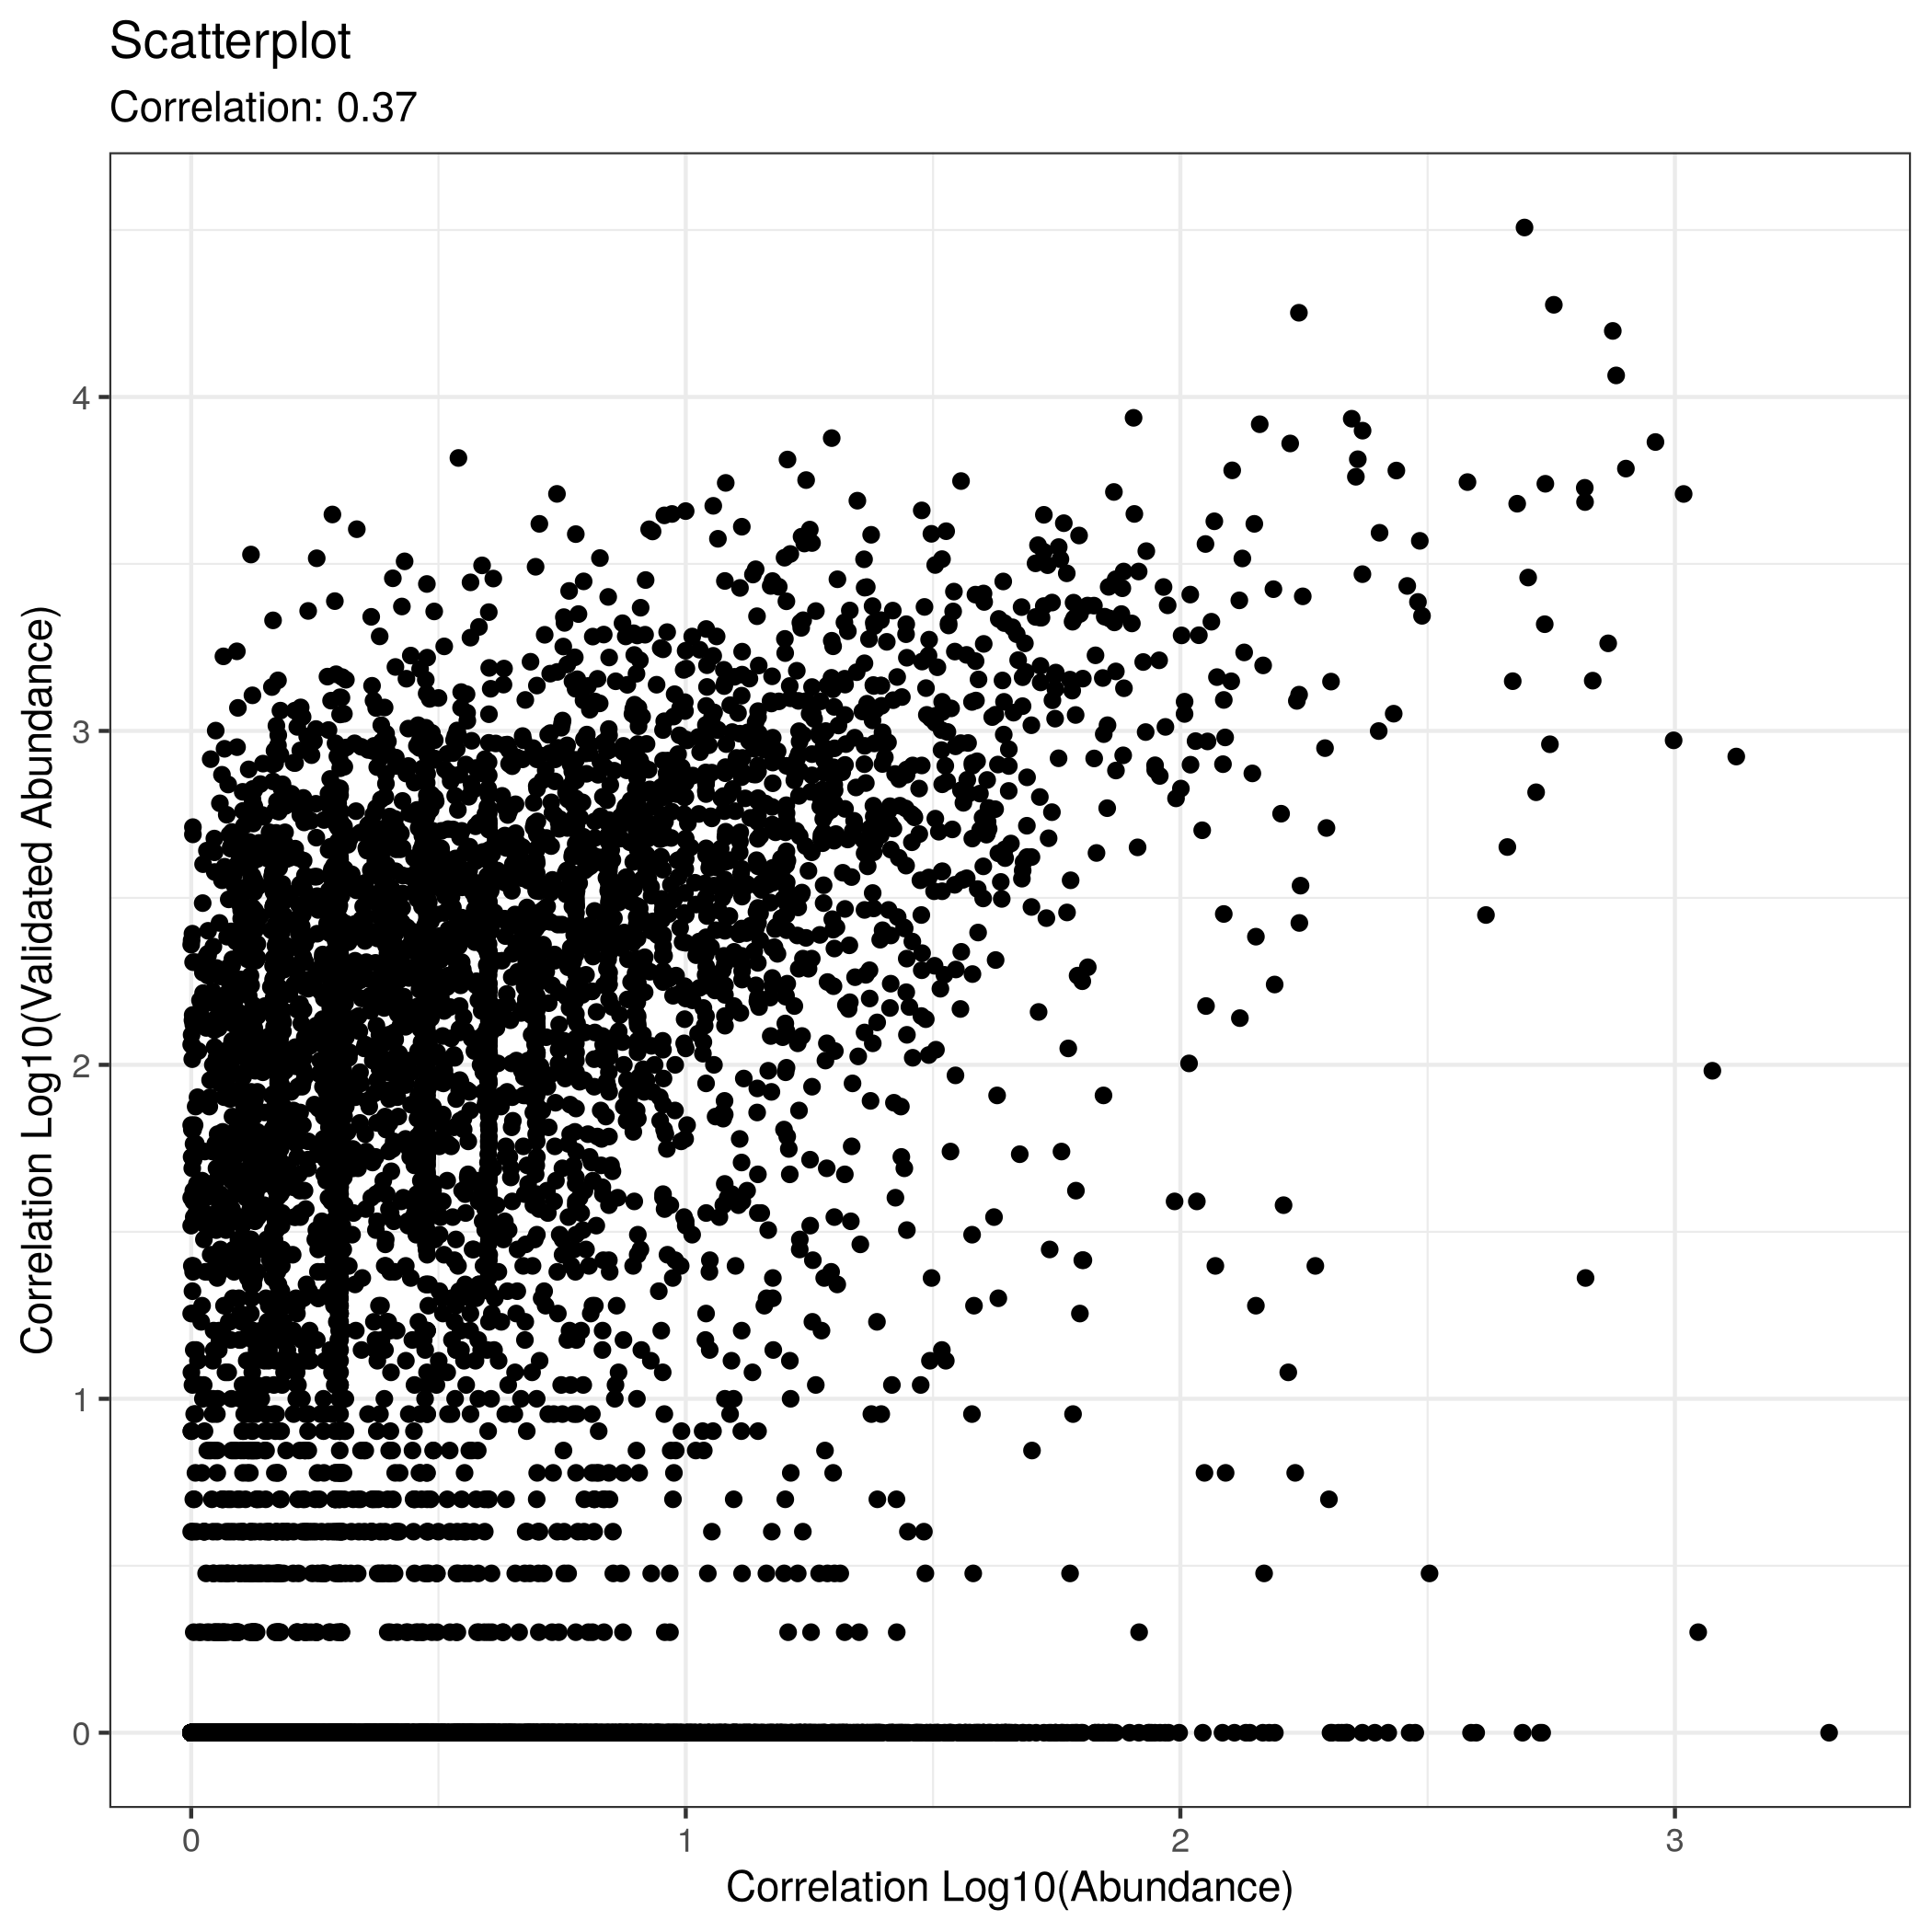 Scatterplot
Correlation: 0.37
Correlation Log10(Validated Abundance)
4
3
2
1
0
0 1 2 3
Correlation Log10(Abundance)